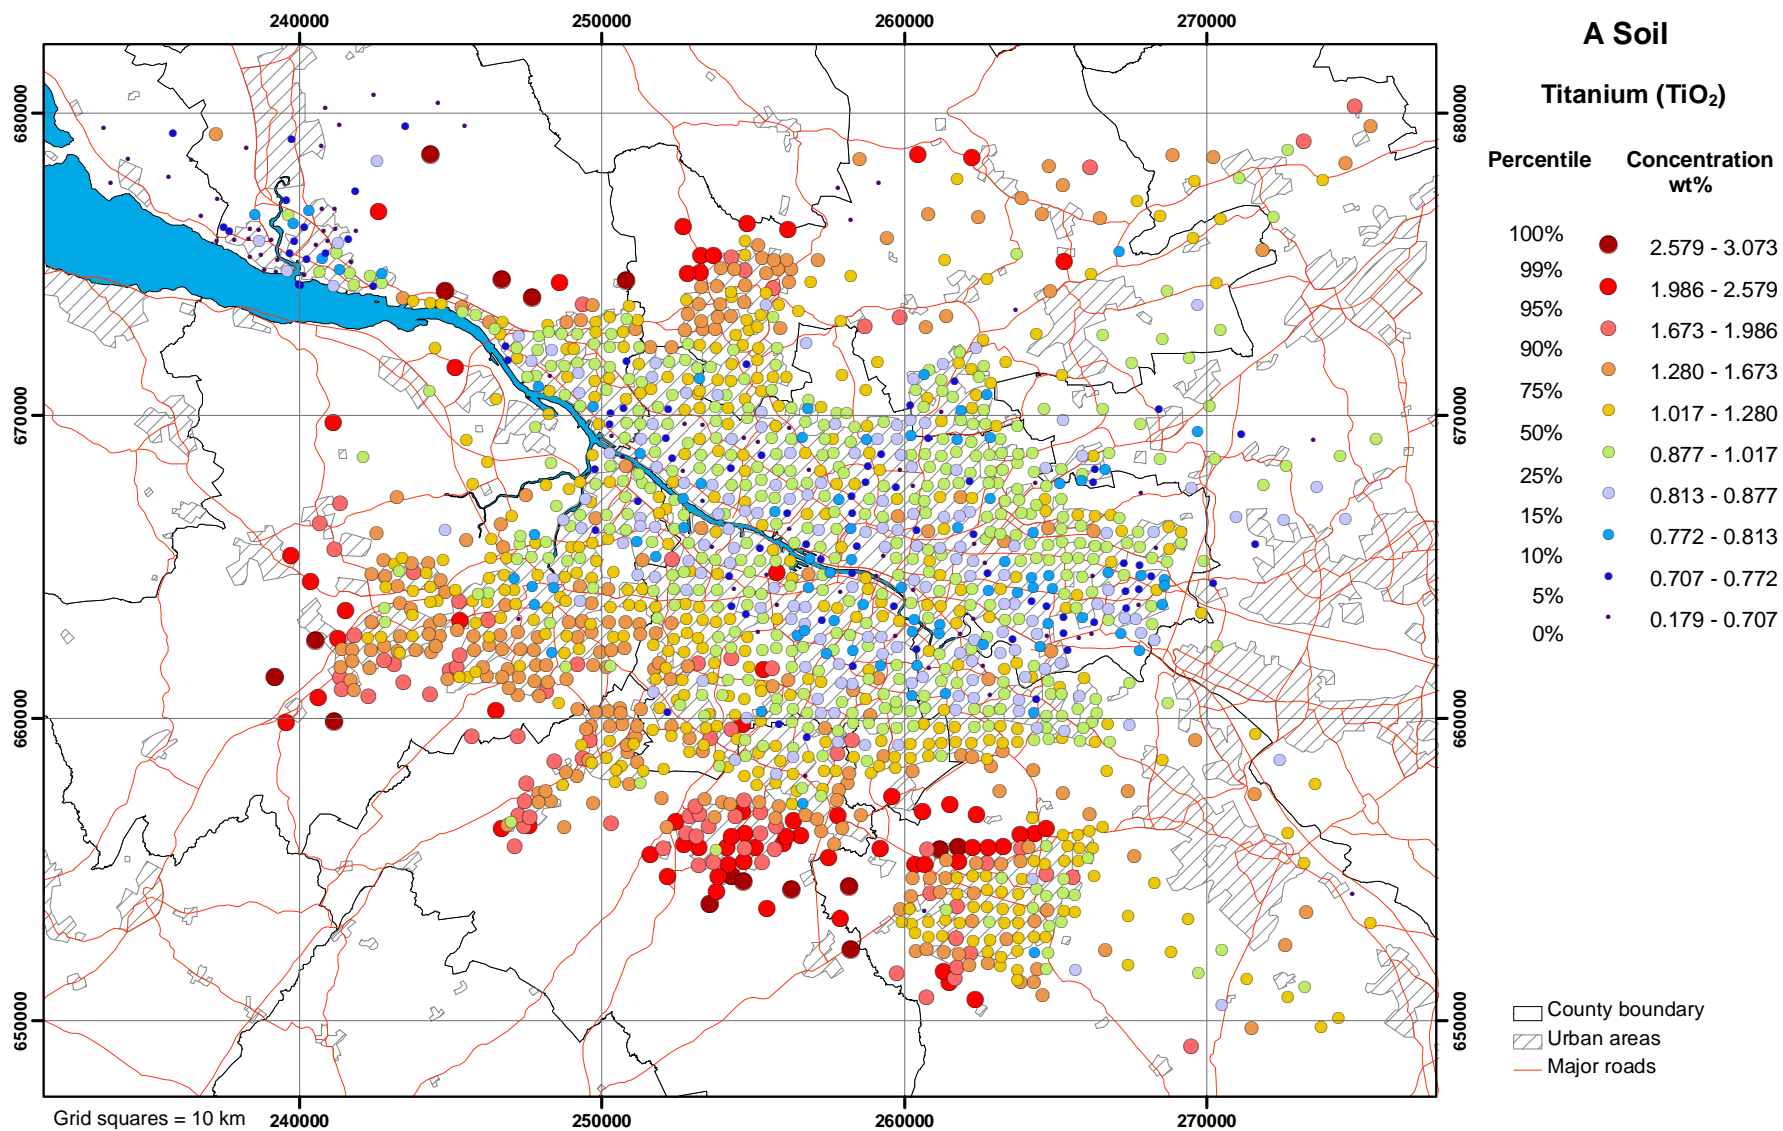 240000 250000 260000 270000
A Soil
Titanium (TiO₂)
Percentile Concentration
wt%
100%
2.579 - 3.073
99%
1.986 - 2.579
95%
1.673 - 1.986
90%
1.280 - 1.673
75%
1.017 - 1.280
50%
0.877 - 1.017
25%
0.813 - 0.877
15%
0.772 - 0.813
10%
0.707 - 0.772
5%
0.179 - 0.707
0%
680000 680000
670000 670000
660000 660000
650000 650000
County boundary
Urban areas
Major roads
Grid squares = 10 km
240000 250000 260000 270000